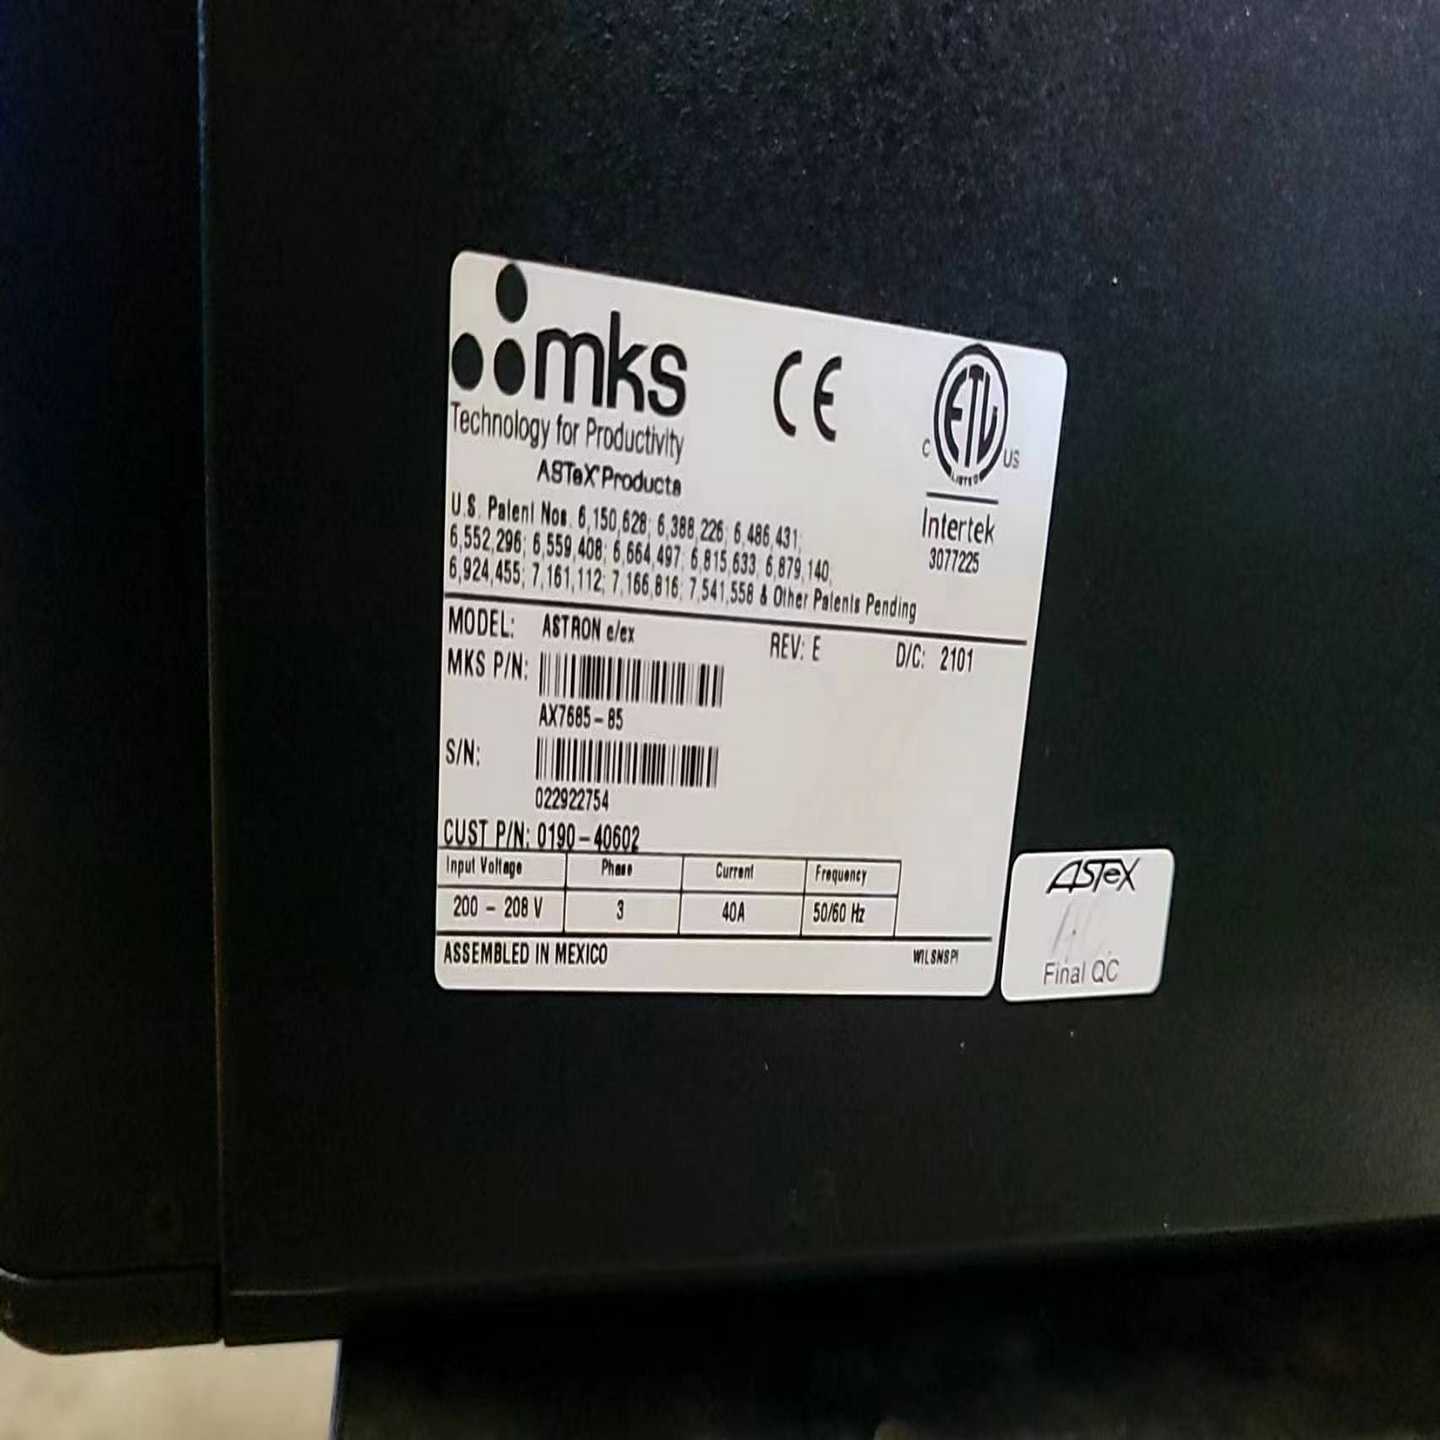 mks
Technology for Productivity
ASTeX® Products
CE
ETL
LISTED
C US
Intertek
3077225
U.S. Patent Nos. 6,150,628; 6,388,226; 6,486,431;
6,552,296; 6,559,408; 6,664,497; 6,815,633; 6,879,140;
6,924,455; 7,161,112; 7,166,816; 7,541,558 & Other Patents Pending
MODEL: ASTRON e/ex REV: E D/C: 2101
MKS P/N:
AX7685-85
S/N:
022922754
CUST P/N: 0190-40602
Input Voltage Phase Current Frequency
200 - 208 V 3 40A 50/60 Hz
ASSEMBLED IN MEXICO WILSNSPI
ASTeX
Final QC